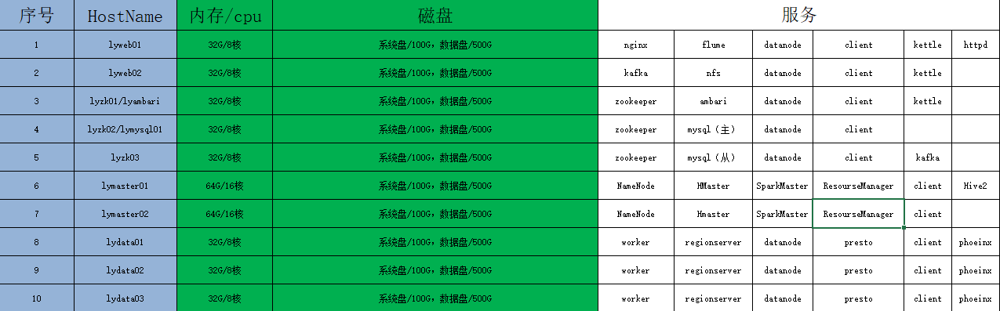 序号 HostName 内存/cpu 磁盘 服务
1 lyweb01 32G/8核 系统盘/100G, 数据盘/500G nginx flume datanode client kettle httpd
2 lyweb02 32G/8核 系统盘/100G, 数据盘/500G kafka nfs datanode client kettle
3 lyzk01/lyambari 32G/8核 系统盘/100G, 数据盘/500G zookeeper ambari datanode client kettle
4 lyzk02/lymysql01 32G/8核 系统盘/100G, 数据盘/500G zookeeper mysql（主） datanode client
5 lyzk03 32G/8核 系统盘/100G, 数据盘/500G zookeeper mysql（从） datanode client kafka
6 lymaster01 64G/16核 系统盘/100G, 数据盘/500G NameNode HMaster SparkMaster ResourseManager client Hive2
7 lymaster02 64G/16核 系统盘/100G, 数据盘/500G NameNode Hmaster SparkMaster ResourseManager client
8 lydata01 32G/8核 系统盘/100G, 数据盘/500G worker regionserver datanode presto client phoeinx
9 lydata02 32G/8核 系统盘/100G, 数据盘/500G worker regionserver datanode presto client phoeinx
10 lydata03 32G/8核 系统盘/100G, 数据盘/500G worker regionserver datanode presto client phoeinx